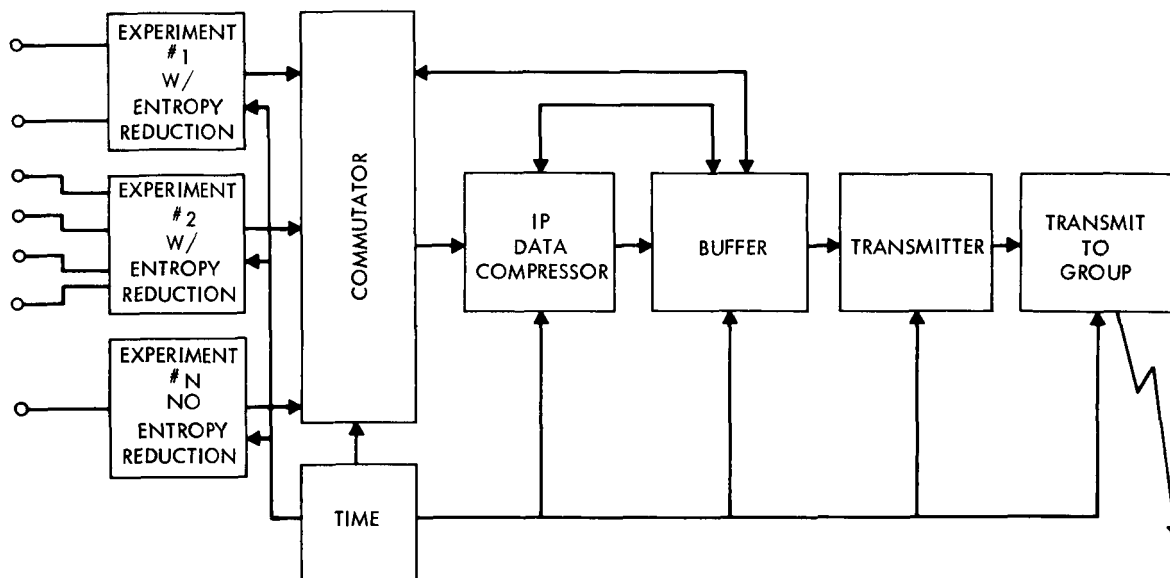 EXPERIMENT
#1
W/
ENTROPY
REDUCTION
EXPERIMENT
#2
W/
ENTROPY
REDUCTION
EXPERIMENT
#N
NO
ENTROPY
REDUCTION
COMMUTATOR
TIME
IP
DATA
COMPRESSOR
BUFFER
TRANSMITTER
TRANSMIT
TO
GROUP